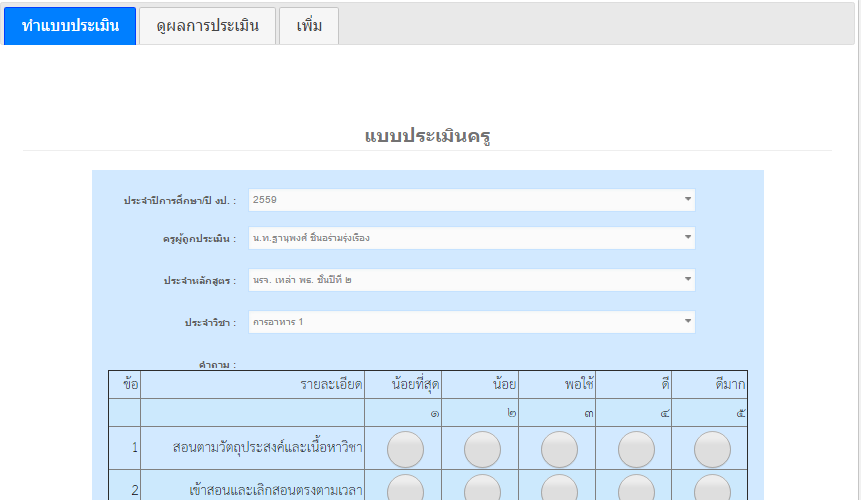 ทำแบบประเมิน ดูผลการประเมิน เพิ่ม
แบบประเมินครู
ประจำปีการศึกษา/ปี งป. : 2559
ครูผู้ถูกประเมิน : น.ท.ฐานุพงศ์ ชื่นอร่ามรุ่งเรือง
ประจำหลักสูตร : นรจ. เหล่า พธ. ชั้นปีที่ ๒
ประจำวิชา : การอาหาร 1
คำถาม :
ข้อ รายละเอียด น้อยที่สุด น้อย พอใช้ ดี ดีมาก
๑ ๒ ๓ ๔ ๕
1 สอนตามวัตถุประสงค์และเนื้อหาวิชา
2 เข้าสอนและเลิกสอนตรงตามเวลา